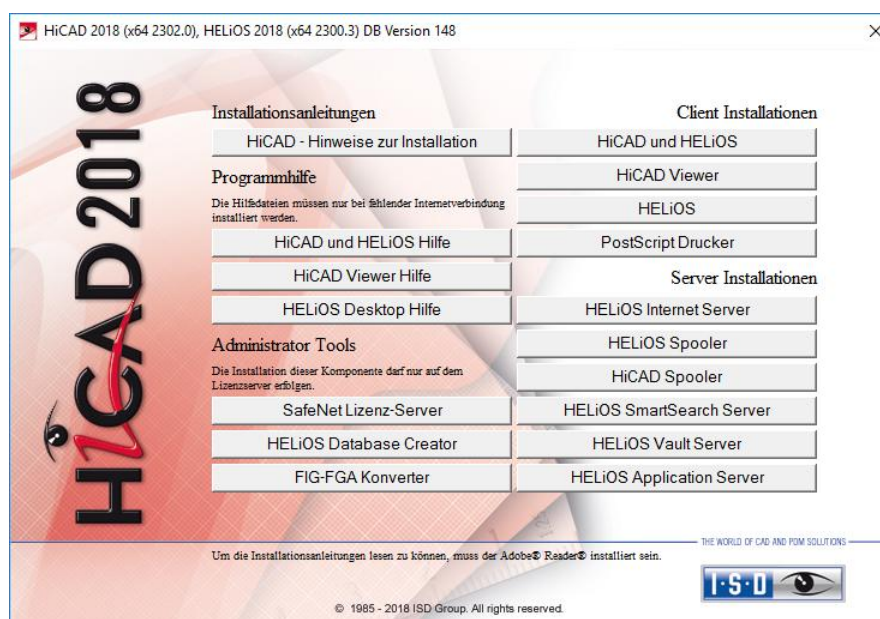 HiCAD 2018 (x64 2302.0), HELiOS 2018 (x64 2300.3) DB Version 148
HiCAD 2018
Installationsanleitungen
HiCAD - Hinweise zur Installation
Programmhilfe
Die Hilfedateien müssen nur bei fehlender Internetverbindung
installiert werden.
HiCAD und HELiOS Hilfe
HiCAD Viewer Hilfe
HELiOS Desktop Hilfe
Administrator Tools
Die Installation dieser Komponente darf nur auf dem
Lizenzserver erfolgen.
SafeNet Lizenz-Server
HELiOS Database Creator
FIG-FGA Konverter
Client Installationen
HiCAD und HELiOS
HiCAD Viewer
HELiOS
PostScript Drucker
Server Installationen
HELiOS Internet Server
HELiOS Spooler
HiCAD Spooler
HELiOS SmartSearch Server
HELiOS Vault Server
HELiOS Application Server
THE WORLD OF CAD AND PDM SOLUTIONS
Um die Installationsanleitungen lesen zu können, muss der Adobe® Reader® installiert sein.
I·S·D
© 1985 - 2018 ISD Group. All rights reserved.